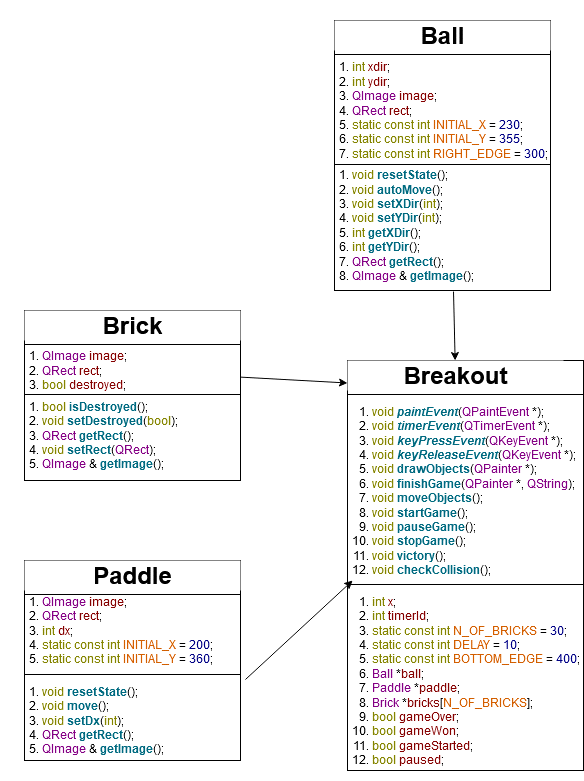 Ball
1. int xdir;
2. int ydir;
3. QImage image;
4. QRect rect;
5. static const int INITIAL_X = 230;
6. static const int INITIAL_Y = 355;
7. static const int RIGHT_EDGE = 300;
1. void resetState();
2. void autoMove();
3. void setXDir(int);
4. void setYDir(int);
5. int getXDir();
6. int getYDir();
7. QRect getRect();
8. QImage & getImage();
Brick
1. QImage image;
2. QRect rect;
3. bool destroyed;
1. bool isDestroyed();
2. void setDestroyed(bool);
3. QRect getRect();
4. void setRect(QRect);
5. QImage & getImage();
Breakout
1. void paintEvent(QPaintEvent *);
2. void timerEvent(QTimerEvent *);
3. void keyPressEvent(QKeyEvent *);
4. void keyReleaseEvent(QKeyEvent *);
5. void drawObjects(QPainter *);
6. void finishGame(QPainter *, QString);
7. void moveObjects();
8. void startGame();
9. void pauseGame();
10. void stopGame();
11. void victory();
12. void checkCollision();
1. int x;
2. int timerId;
3. static const int N_OF_BRICKS = 30;
4. static const int DELAY = 10;
5. static const int BOTTOM_EDGE = 400;
6. Ball *ball;
7. Paddle *paddle;
8. Brick *bricks[N_OF_BRICKS];
9. bool gameOver;
10. bool gameWon;
11. bool gameStarted;
12. bool paused;
Paddle
1. QImage image;
2. QRect rect;
3. int dx;
4. static const int INITIAL_X = 200;
5. static const int INITIAL_Y = 360;
1. void resetState();
2. void move();
3. void setDx(int);
4. QRect getRect();
5. QImage & getImage();